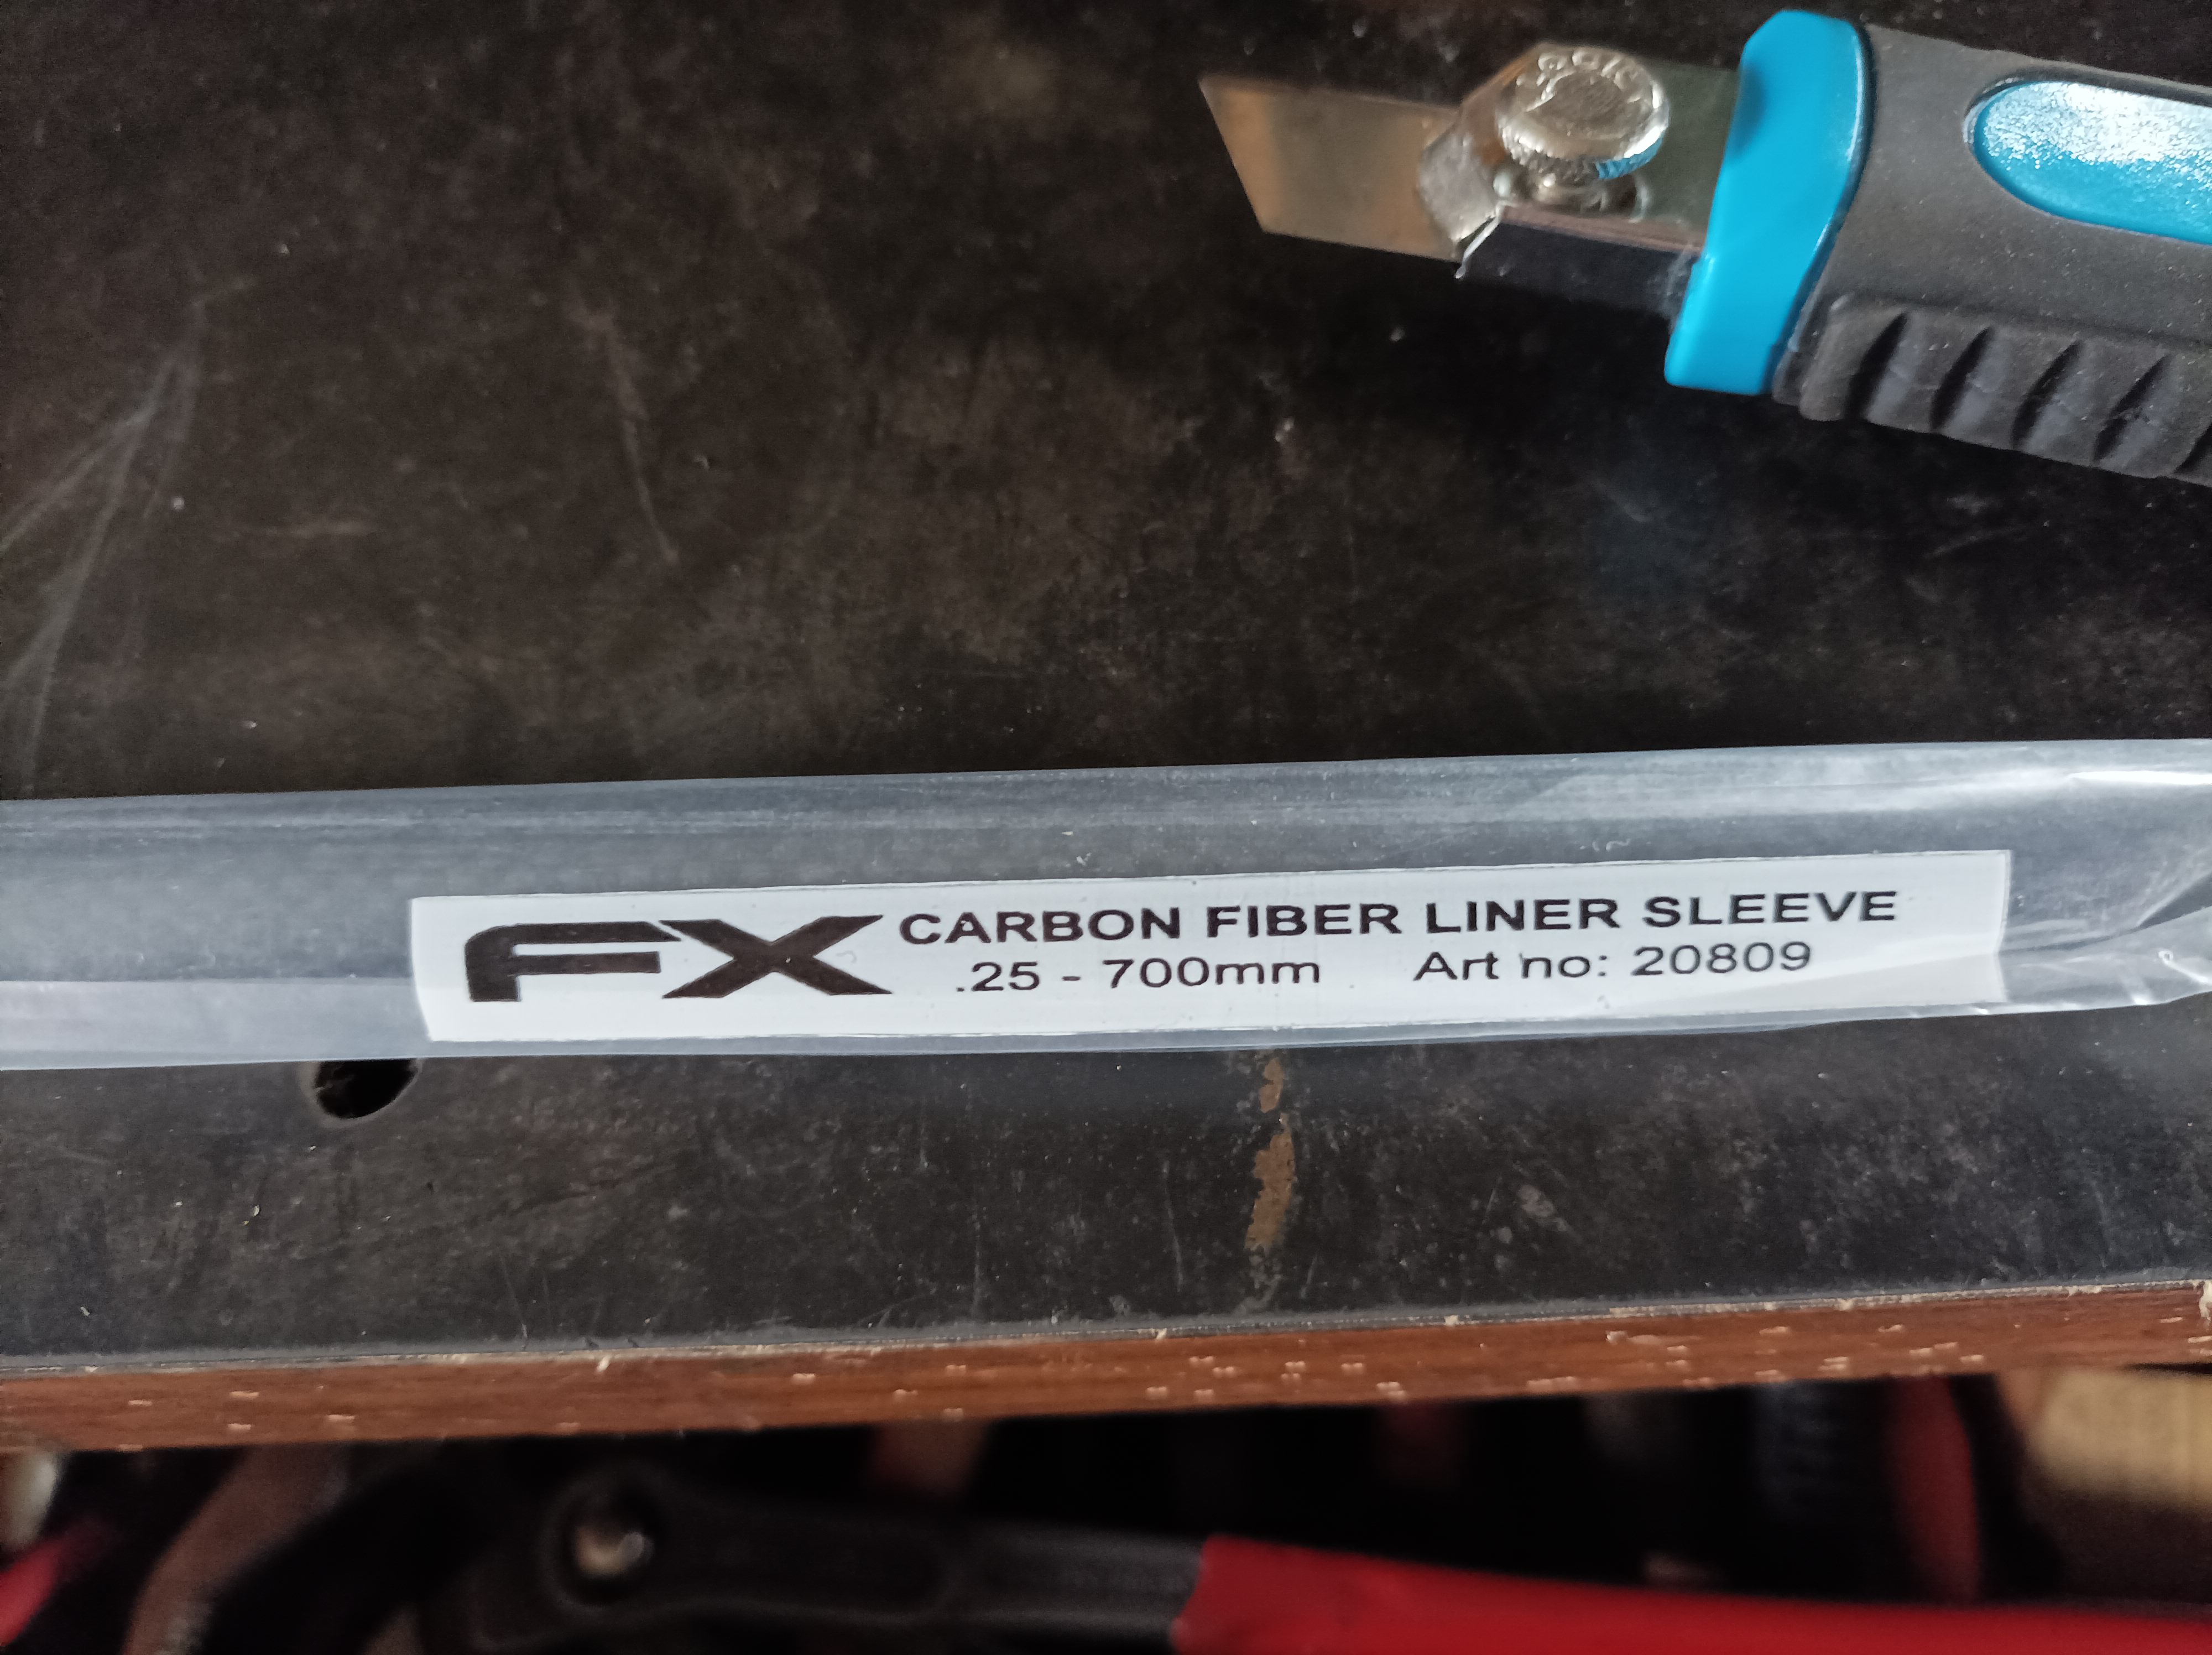 FX CARBON FIBER LINER SLEEVE
.25 - 700mm Art no: 20809